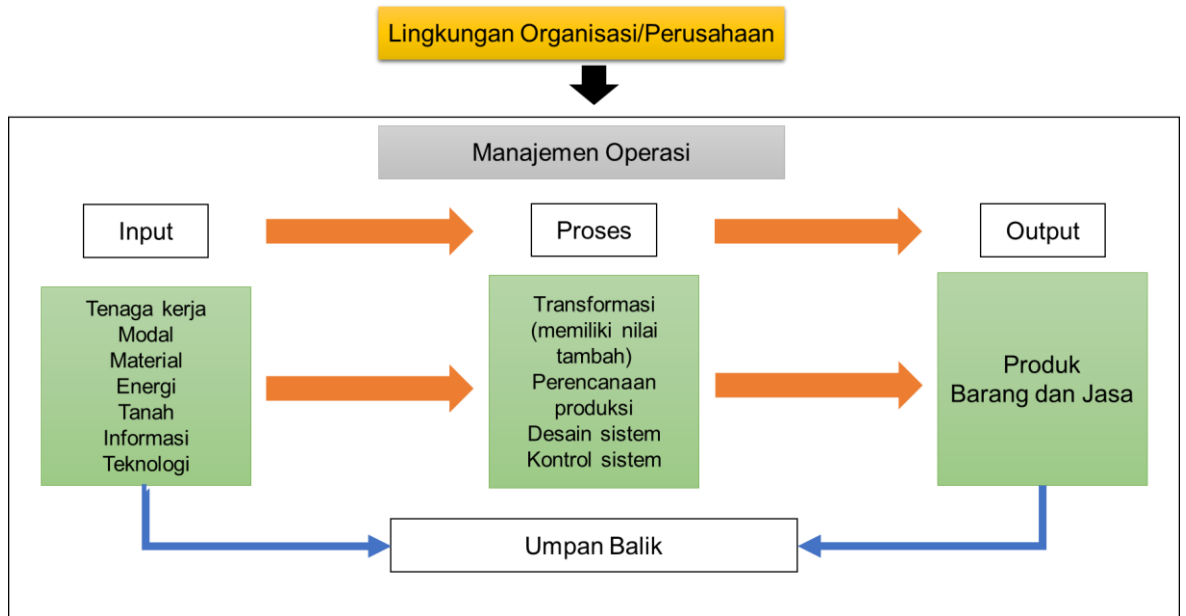 Lingkungan Organisasi/Perusahaan
Manajemen Operasi
Input
Proses
Output
Tenaga kerja
Modal
Material
Energi
Tanah
Informasi
Teknologi
Transformasi
(memiliki nilai
tambah)
Perencanaan
produksi
Desain sistem
Kontrol sistem
Produk
Barang dan Jasa
Umpan Balik